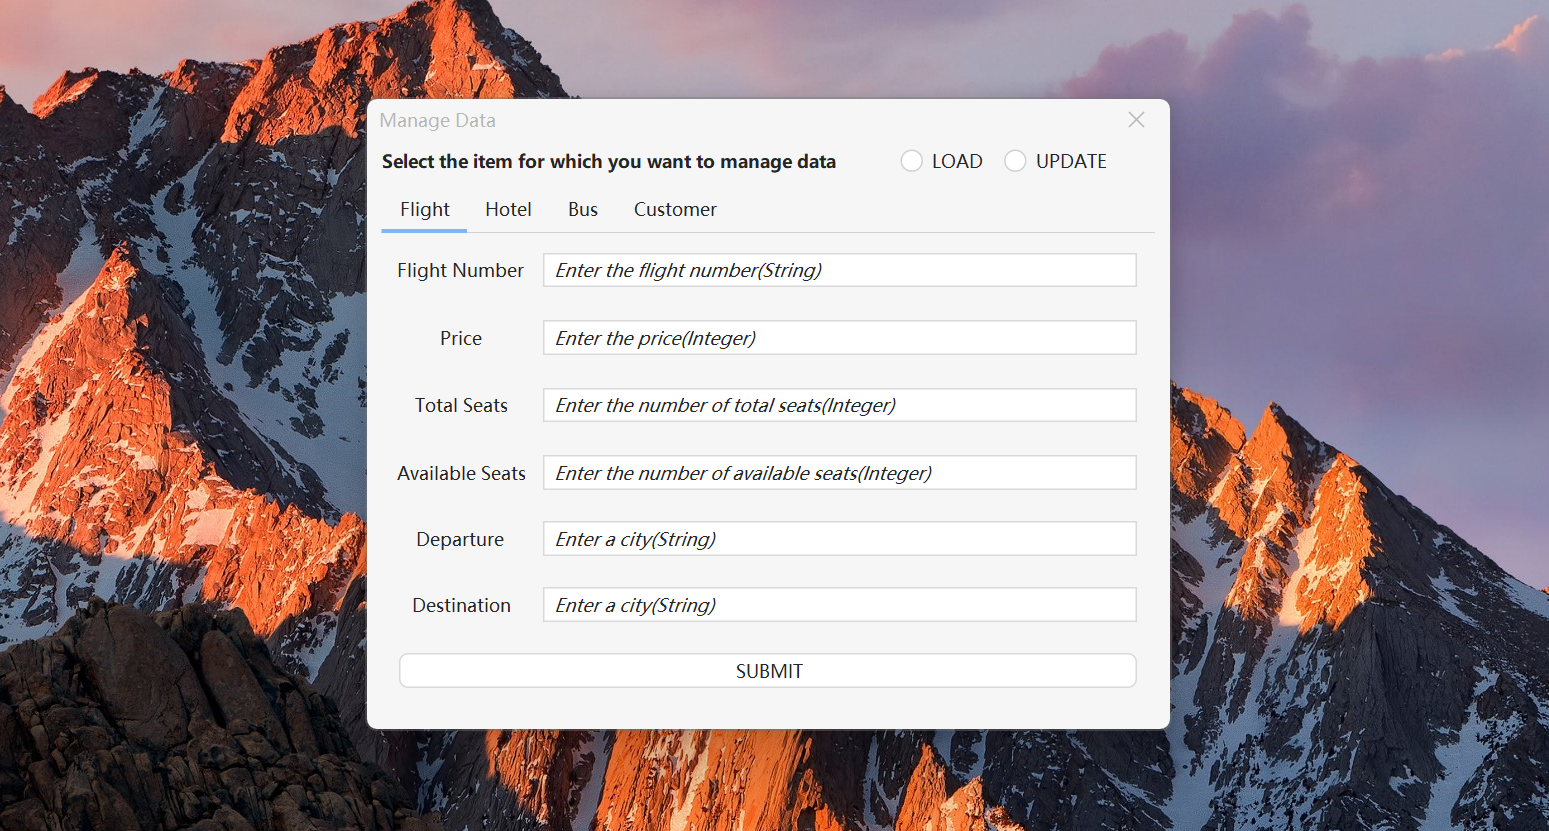 Manage Data
Select the item for which you want to manage data LOAD UPDATE
Flight Hotel Bus Customer
Flight Number Enter the flight number(String)
Price Enter the price(Integer)
Total Seats Enter the number of total seats(Integer)
Available Seats Enter the number of available seats(Integer)
Departure Enter a city(String)
Destination Enter a city(String)
SUBMIT